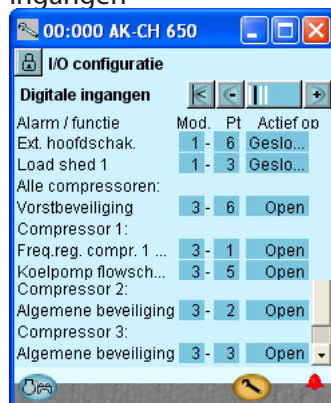 ingangen
00:000 AK-CH 650
I/O configuratie
Digitale ingangen
Alarm / functie Mod. Pt Actief op
Ext. hoofdschak. 1 - 6 Geslo...
Load shed 1 1 - 3 Geslo...
Alle compressoren:
Vorstbeveiliging 3 - 6 Open
Compressor 1:
Freq.reg. compr. 1 ... 3 - 1 Open
Koelpomp flowsch... 3 - 5 Open
Compressor 2:
Algemene beveiliging 3 - 2 Open
Compressor 3:
Algemene beveiliging 3 - 3 Open